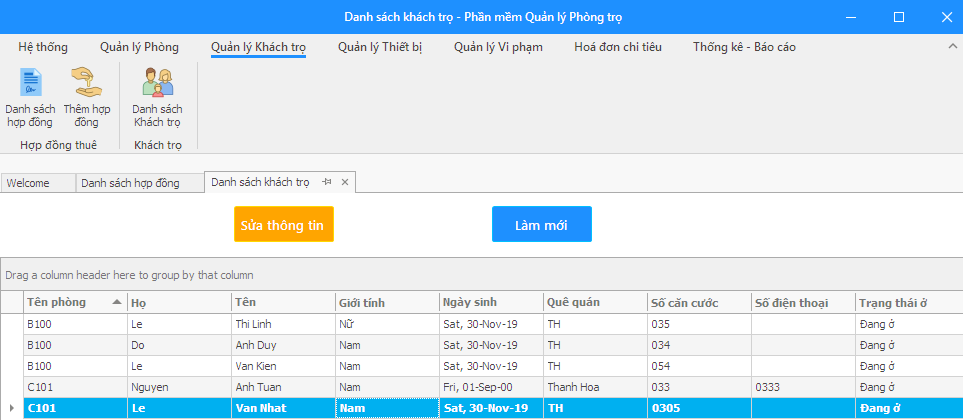 Danh sách khách trọ - Phần mềm Quản lý Phòng trọ
Hệ thống Quản lý Phòng Quản lý Khách trọ Quản lý Thiết bị Quản lý Vi phạm Hoá đơn chi tiêu Thống kê - Báo cáo
Danh sách hợp đồng Thêm hợp đồng Danh sách Khách trọ
Hợp đồng thuê Khách trọ
Welcome Danh sách hợp đồng Danh sách khách trọ
Sửa thông tin Làm mới
Drag a column header here to group by that column
Tên phòng Họ Tên Giới tính Ngày sinh Quê quán Số căn cước Số điện thoại Trạng thái ở
B100 Le Thi Linh Nữ Sat, 30-Nov-19 TH 035 Đang ở
B100 Do Anh Duy Nam Sat, 30-Nov-19 TH 034 Đang ở
B100 Le Van Kien Nam Sat, 30-Nov-19 TH 054 Đang ở
C101 Nguyen Anh Tuan Nam Fri, 01-Sep-00 Thanh Hoa 033 0333 Đang ở
C101 Le Van Nhat Nam Sat, 30-Nov-19 TH 0305 Đang ở